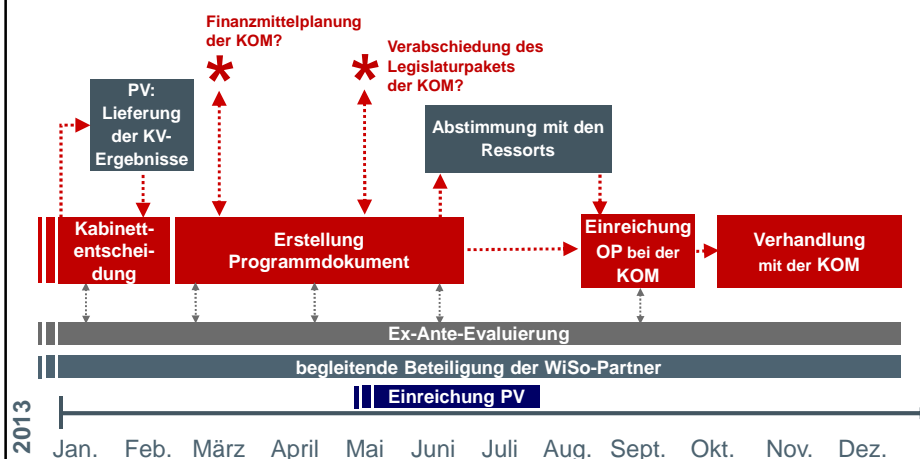 Finanzmittelplanung
der KOM?
Verabschiedung des
Legislaturpakets
der KOM?
PV:
Lieferung
der KV-
Ergebnisse
Abstimmung mit den
Ressorts
Kabinett-
entschei-
dung
Erstellung
Programmdokument
Einreichung
OP bei der
KOM
Verhandlung
mit der KOM
Ex-Ante-Evaluierung
begleitende Beteiligung der WiSo-Partner
Einreichung PV
2013
Jan. Feb. März April Mai Juni Juli Aug. Sept. Okt. Nov. Dez.